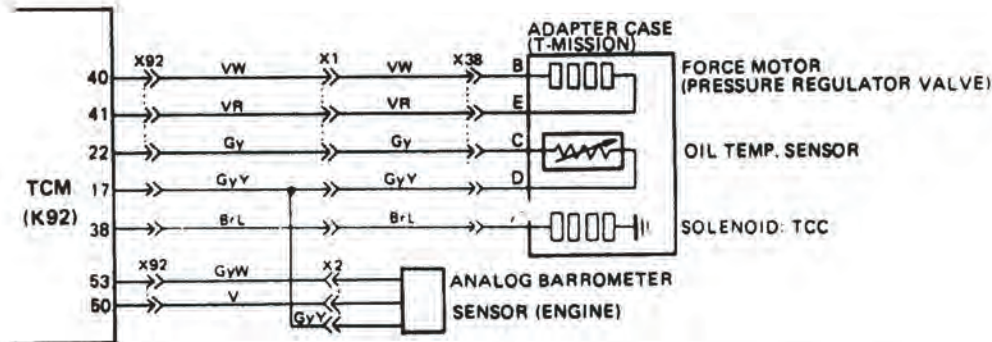 ADAPTER CASE
(T-MISSION)
X92 X1 X38
40 VW VW B FORCE MOTOR
(PRESSURE REGULATOR VALVE)
41 VR VR E
22 Gy Gy C OIL TEMP. SENSOR
TCM
(K92)
17 GyY GyY D
38 BrL BrL SOLENOID: TCC
X92 X2
53 GyW ANALOG BARROMETER
50 V SENSOR (ENGINE)
GyY